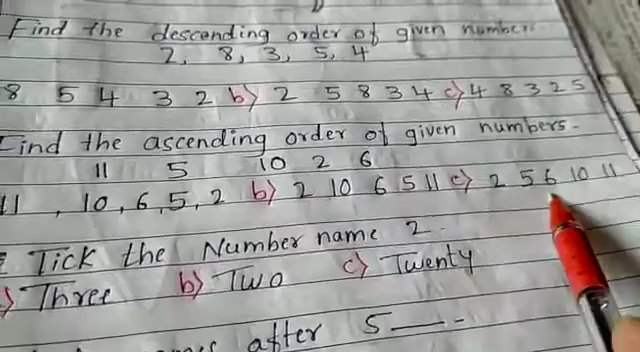 Find the descending order of given number
2, 8, 3, 5, 4
8 5 4 3 2 b) 2 5 8 3 4 c) 4 8 3 2 5
Find the ascending order of given numbers.
11 5 10 2 6
11, 10, 6, 5, 2 b) 2 10 6 5 11 c) 2 5 6 10 11
Tick the Number name 2.
Three b) Two c) Twenty
after 5